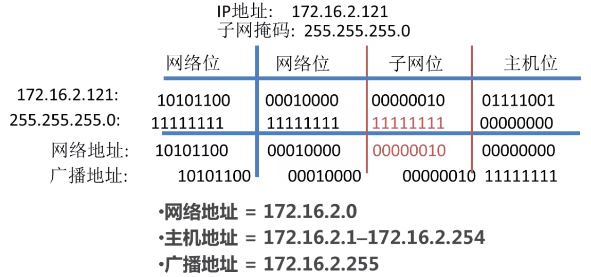 IP地址: 172.16.2.121
子网掩码: 255.255.255.0
网络位 网络位 子网位 主机位
172.16.2.121: 10101100 00010000 00000010 01111001
255.255.255.0: 11111111 11111111 11111111 00000000
网络地址: 10101100 00010000 00000010 00000000
广播地址: 10101100 00010000 00000010 11111111
•网络地址 = 172.16.2.0
•主机地址 = 172.16.2.1–172.16.2.254
•广播地址 = 172.16.2.255